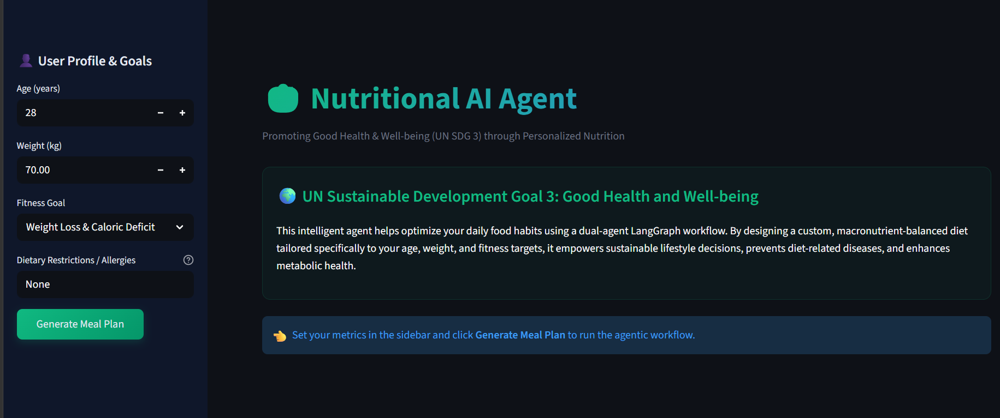 User Profile & Goals
Age (years)
28
Weight (kg)
70.00
Fitness Goal
Weight Loss & Caloric Deficit
Dietary Restrictions / Allergies
None
Generate Meal Plan
Nutritional AI Agent
Promoting Good Health & Well-being (UN SDG 3) through Personalized Nutrition
UN Sustainable Development Goal 3: Good Health and Well-being
This intelligent agent helps optimize your daily food habits using a dual-agent LangGraph workflow. By designing a custom, macronutrient-balanced diet
tailored specifically to your age, weight, and fitness targets, it empowers sustainable lifestyle decisions, prevents diet-related diseases, and enhances
metabolic health.
Set your metrics in the sidebar and click Generate Meal Plan to run the agentic workflow.